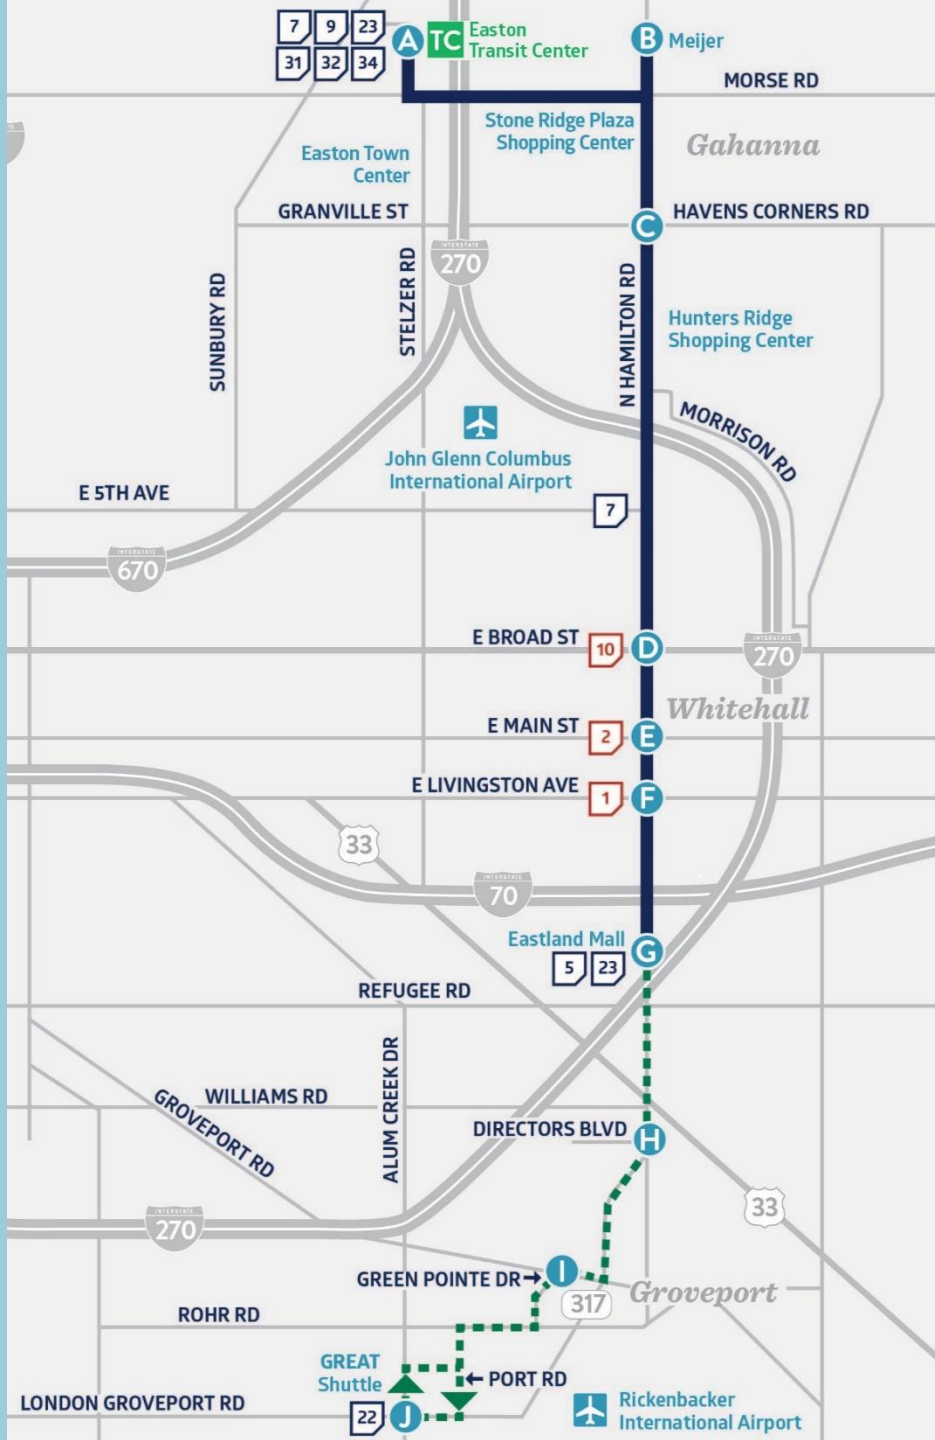 7 9 23
31 32 34
A
TC
Easton
Transit Center
B
Meijer
MORSE RD
Stone Ridge Plaza
Shopping Center
Gahanna
Easton Town
Center
GRANVILLE ST
HAVENS CORNERS RD
C
INTERSTATE
270
SUNBURY RD
STELZER RD
N HAMILTON RD
Hunters Ridge
Shopping Center
MORRISON RD
John Glenn Columbus
International Airport
E 5TH AVE
7
INTERSTATE
670
E BROAD ST
10
D
INTERSTATE
270
Whitehall
E MAIN ST
2
E
E LIVINGSTON AVE
1
F
33
INTERSTATE
70
Eastland Mall
G
5 23
REFUGEE RD
ALUM CREEK DR
WILLIAMS RD
GROVEPORT RD
DIRECTORS BLVD
H
INTERSTATE
270
33
GREEN POINTE DR
I
317
Groveport
ROHR RD
GREAT
Shuttle
PORT RD
LONDON GROVEPORT RD
22
J
Rickenbacker
International Airport